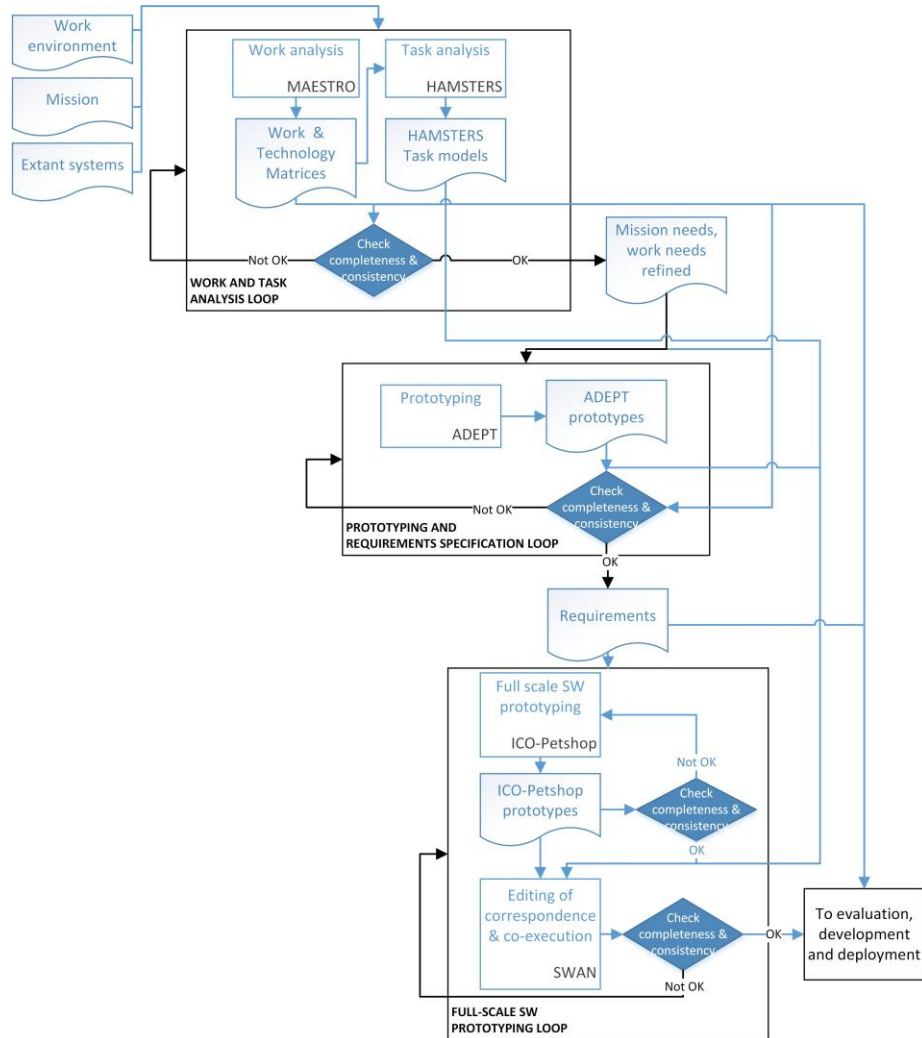 Work
environment
Mission
Extant systems
Work analysis
MAESTRO
Task analysis
HAMSTERS
Work & 
Technology
Matrices
HAMSTERS
Task models
Check
completeness &
consistency
Not OK
OK
WORK AND TASK
ANALYSIS LOOP
Mission needs,
work needs
refined
Prototyping
ADEPT
ADEPT
prototypes
Check
completeness &
consistency
Not OK
PROTOTYPING AND
REQUIREMENTS SPECIFICATION LOOP
OK
Requirements
Full scale SW
prototyping
ICO-Petshop
Not OK
ICO-Petshop
prototypes
Check
completeness &
consistency
OK
Editing of
correspondence
& co-execution
SWAN
Check
completeness &
consistency
OK
Not OK
To evaluation,
development
and deployment
FULL-SCALE SW
PROTOTYPING LOOP